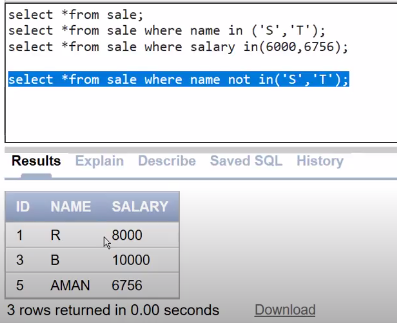 select *from sale;
select *from sale where name in ('S','T');
select *from sale where salary in(6000,6756);
select *from sale where name not in('S','T');
Results Explain Describe Saved SQL History
ID NAME SALARY
1 R 8000
3 B 10000
5 AMAN 6756
3 rows returned in 0.00 seconds Download